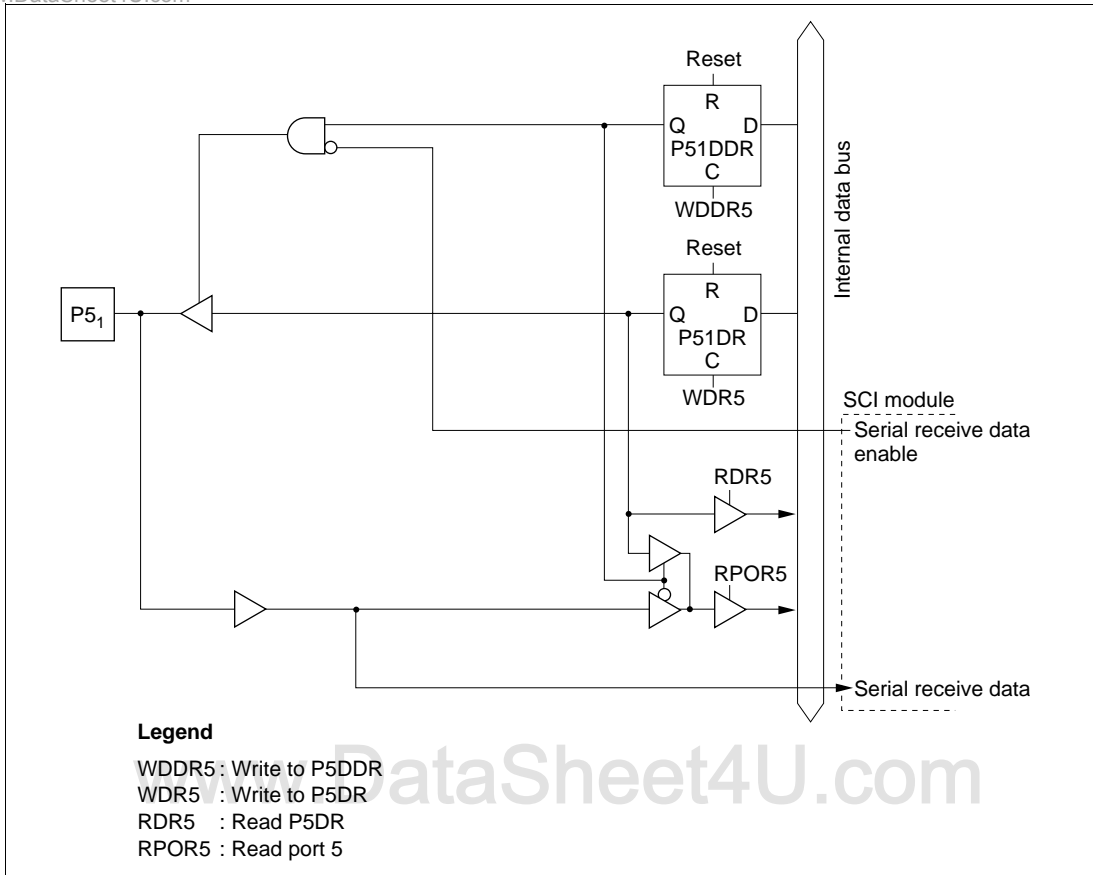 Reset
R
Q D
P51DDR
C
WDDR5
Internal data bus
Reset
R
P5₁
Q D
P51DR
C
WDR5
SCI module
Serial receive data
enable
RDR5
RPOR5
Serial receive data
Legend
WDDR5 : Write to P5DDR
WDR5 : Write to P5DR
RDR5 : Read P5DR
RPOR5 : Read port 5
www.DataSheet4U.com